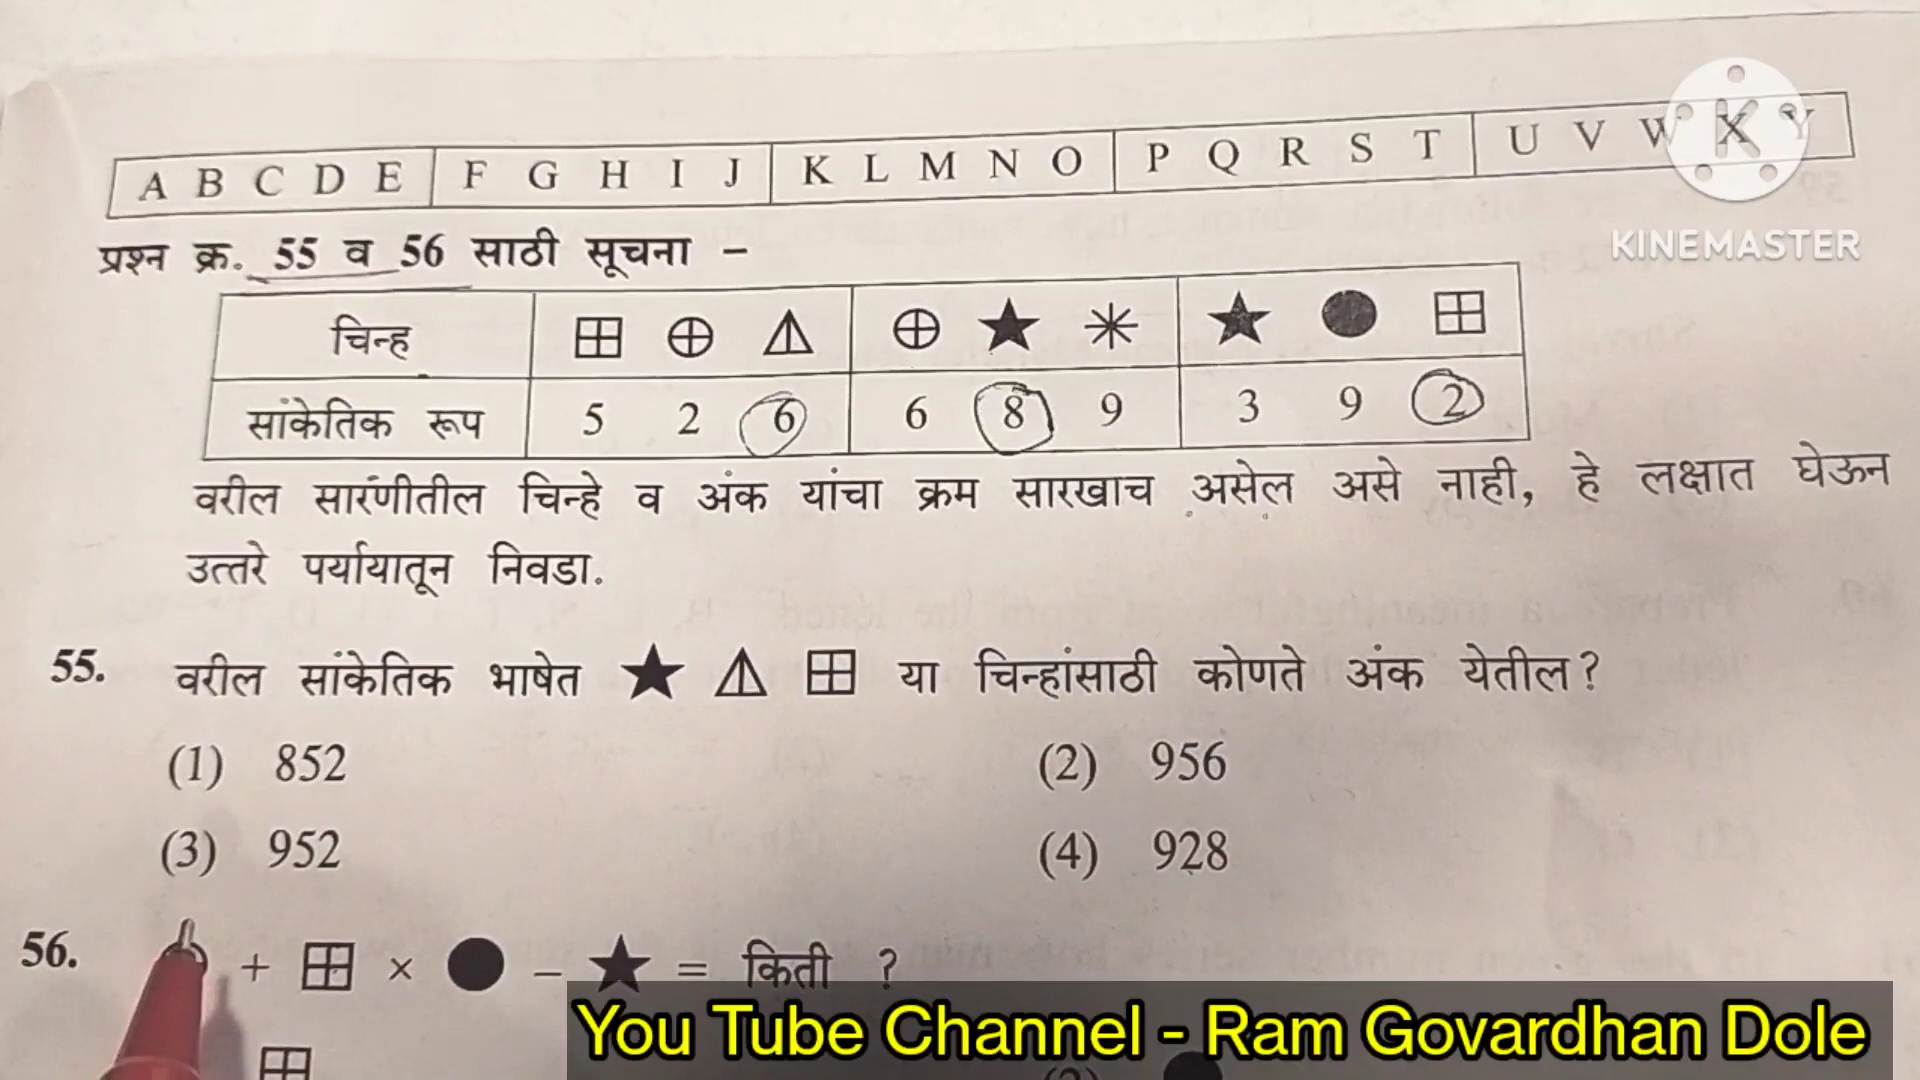 A B C D E F G H I J K L M N O P Q R S T U V W X Y
KINEMASTER
प्रश्न क्र. 55 व 56 साठी सूचना –
चिन्ह ⊞ ⊕ ◬ ⊕ ★ ✳ ★ ● ⊞
सांकेतिक रूप 5 2 6 6 8 9 3 9 2
वरील सारंणीतील चिन्हे व अंक यांचा क्रम सारखाच असेल असे नाही, हे लक्षात घेऊन
उत्तरे पर्यायातून निवडा.
55. वरील सांकेतिक भाषेत ★ ◬ ⊞ या चिन्हांसाठी कोणते अंक येतील?
(1) 852 (2) 956
(3) 952 (4) 928
56. + ⊞ × ● – ★ = किती ?
You Tube Channel - Ram Govardhan Dole